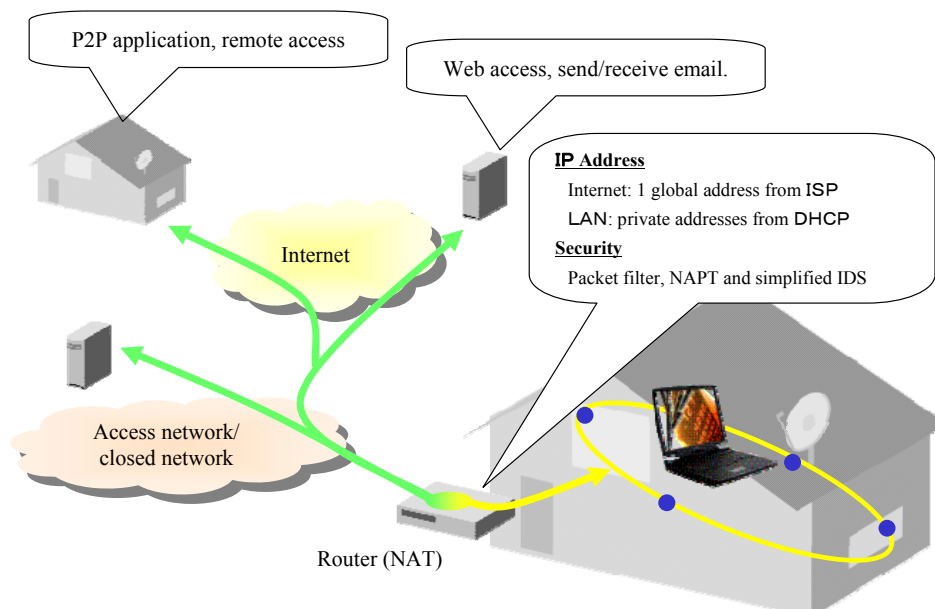 P2P application, remote access
Web access, send/receive email.
IP Address
Internet: 1 global address from ISP
LAN: private addresses from DHCP
Security
Packet filter, NAPT and simplified IDS
Internet
Access network/
closed network
Router (NAT)